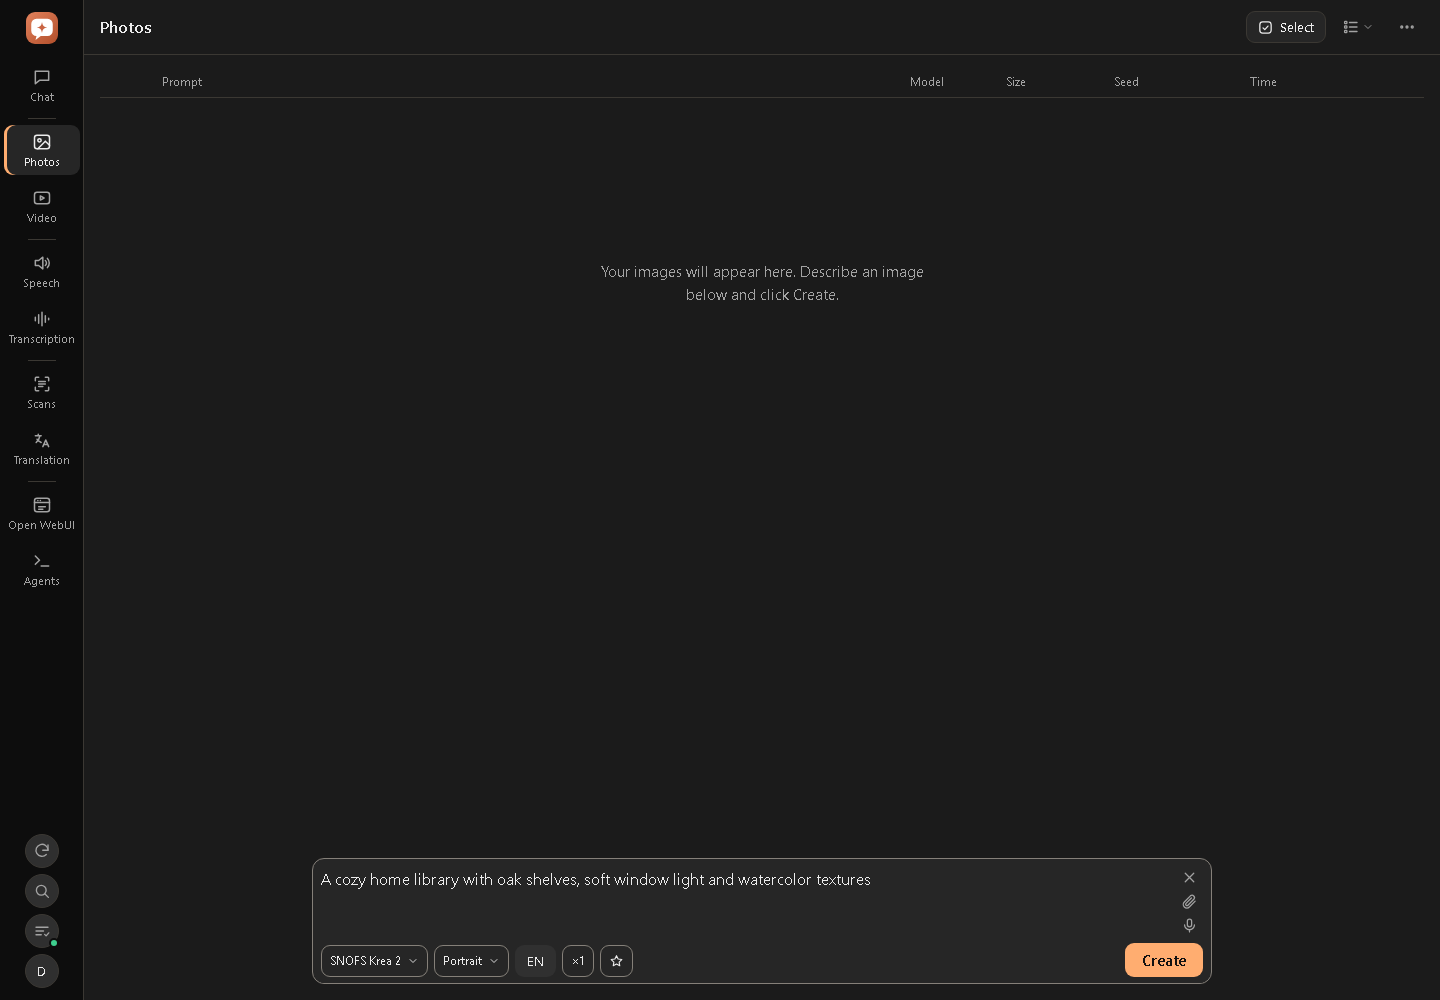 Photos
Select
Chat
Photos
Video
Speech
Transcription
Scans
Translation
Open WebUI
Agents
D
Prompt Model Size Seed Time
Your images will appear here. Describe an image
below and click Create.
A cozy home library with oak shelves, soft window light and watercolor textures
SNOFS Krea 2 Portrait EN ×1 Create